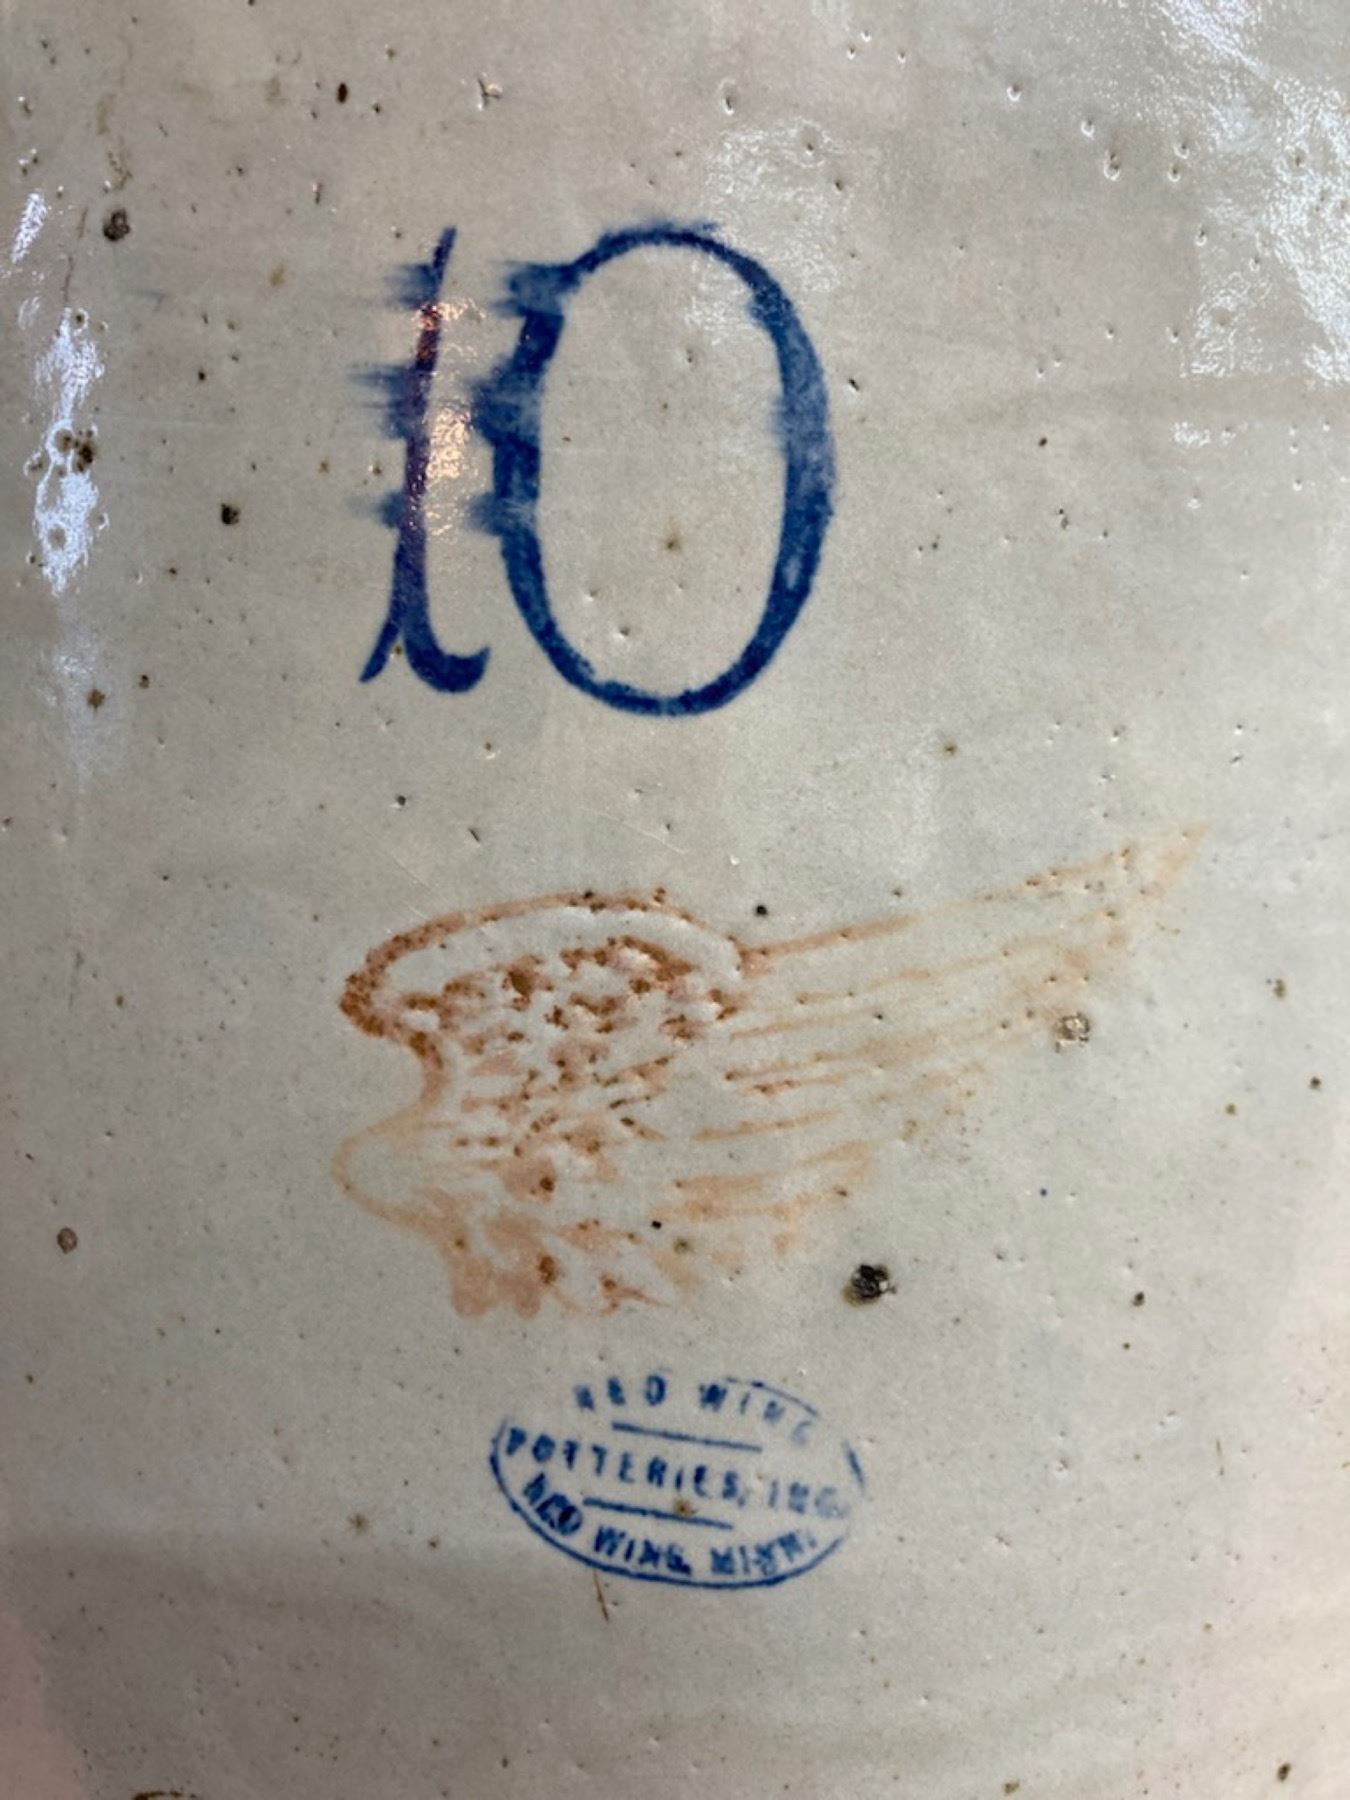 10
RED WING
POTTERIES, INC.
RED WING, MINN.